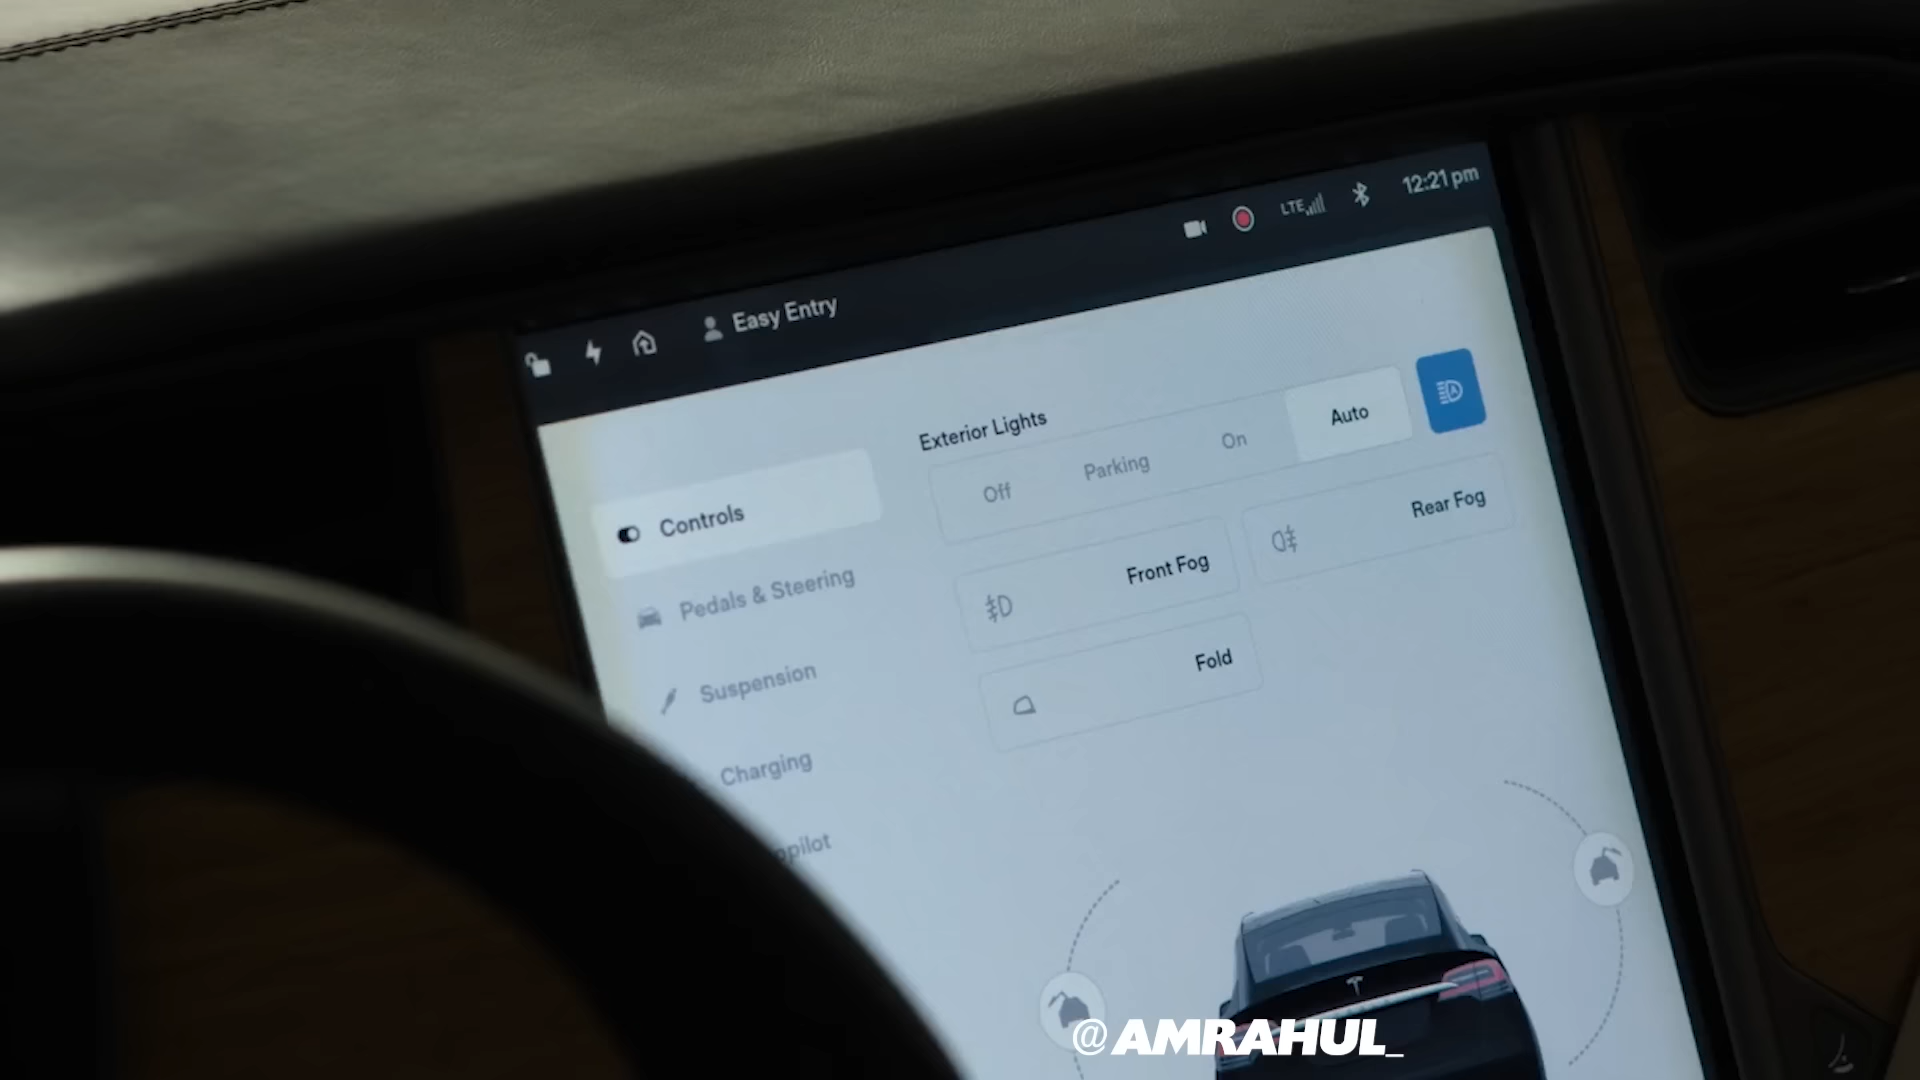 12:21 pm
LTE
Easy Entry
Exterior Lights
Off
Parking
On
Auto
Controls
Front Fog
Rear Fog
Pedals & Steering
Fold
Suspension
Charging
opilot
@AMRAHUL_